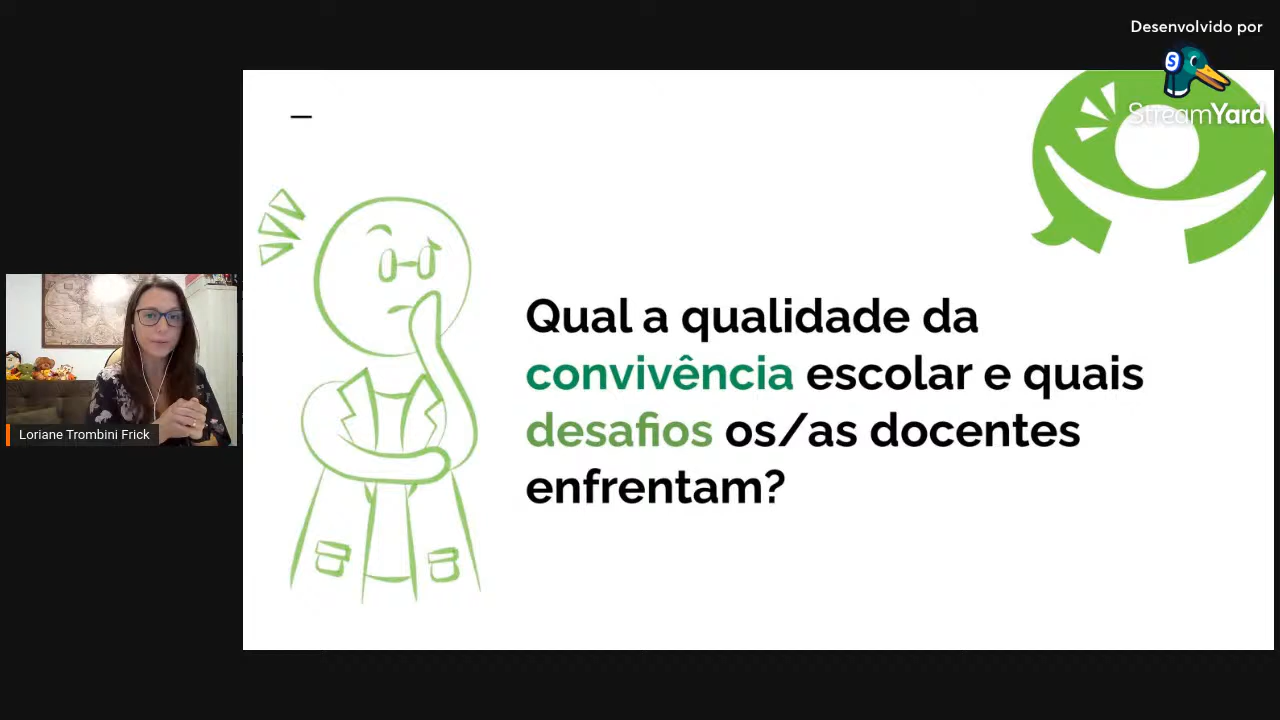 Desenvolvido por
S
StreamYard
Qual a qualidade da
convivência escolar e quais
desafios os/as docentes
enfrentam?
Loriane Trombini Frick